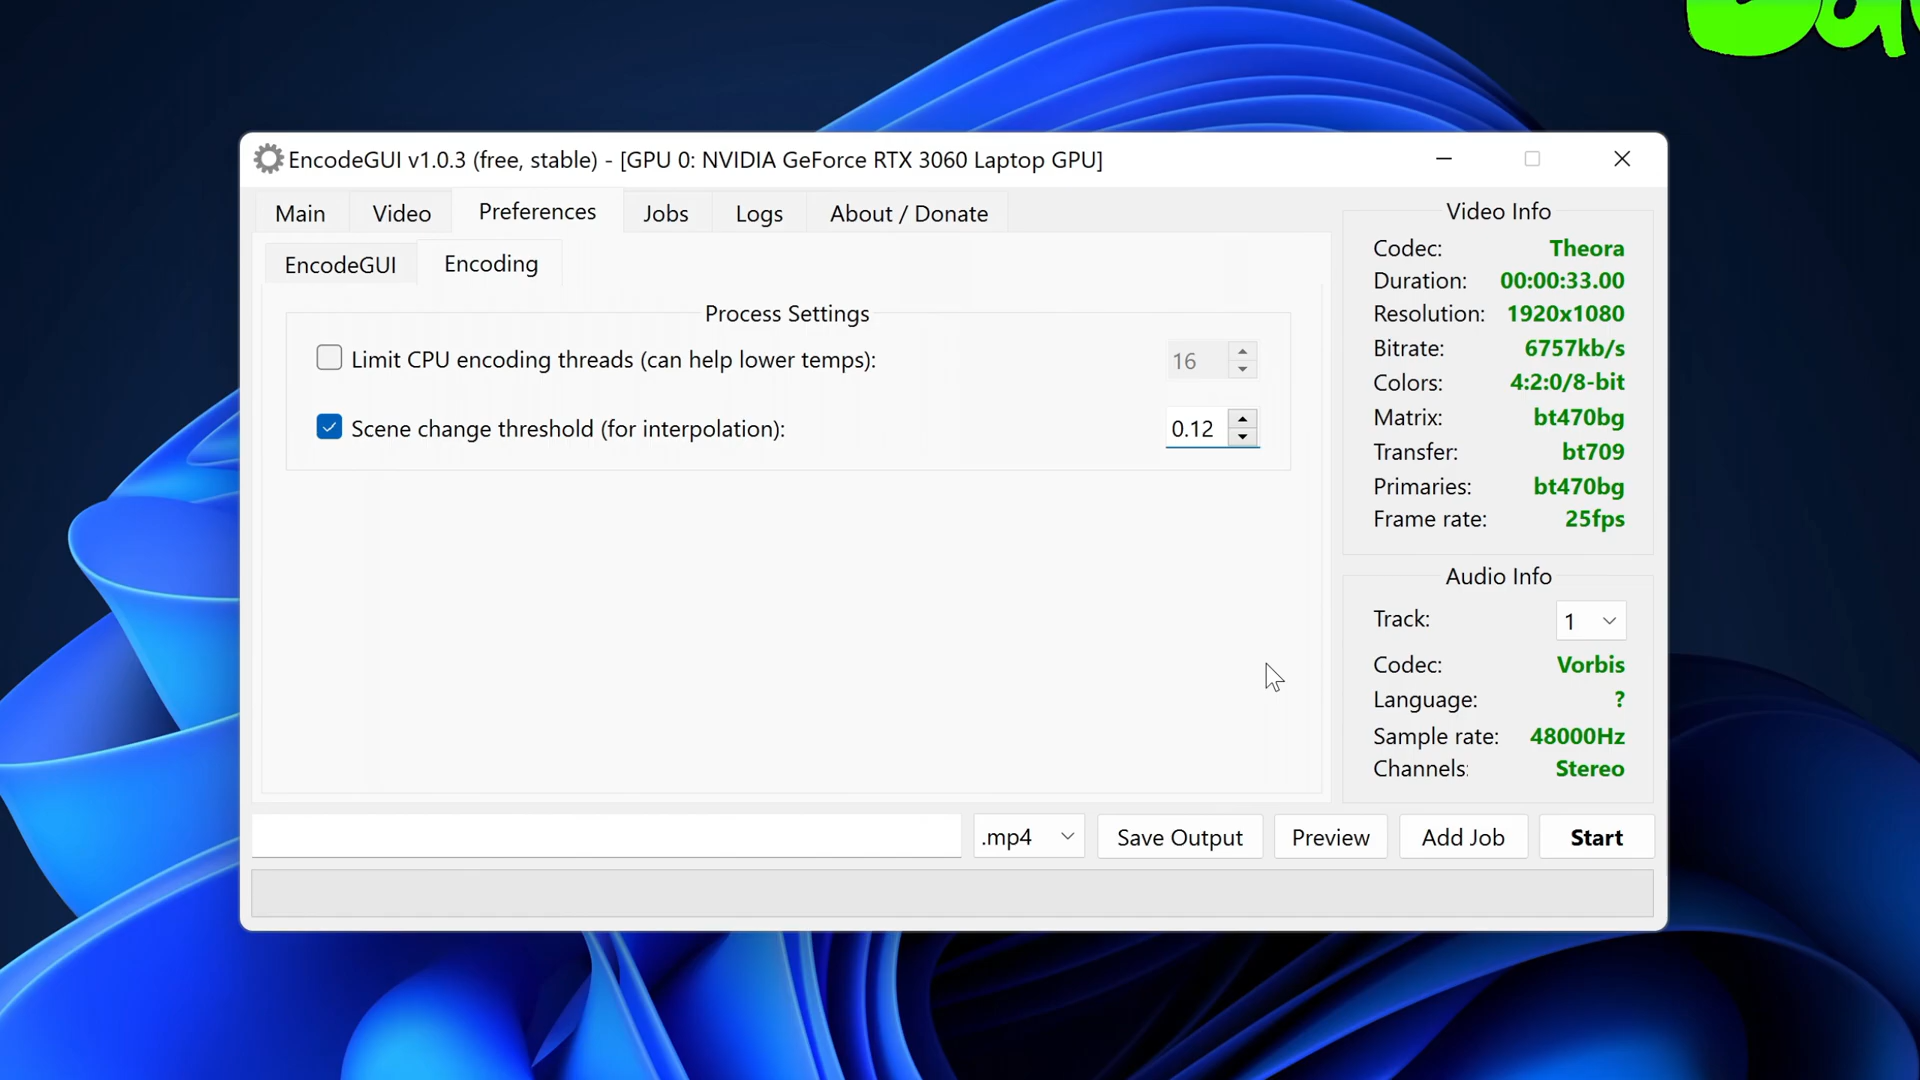 EncodeGUI v1.0.3 (free, stable) - [GPU 0: NVIDIA GeForce RTX 3060 Laptop GPU]
Main Video Preferences Jobs Logs About / Donate
EncodeGUI Encoding
Process Settings
Limit CPU encoding threads (can help lower temps): 16
Scene change threshold (for interpolation): 0.12
Video Info
Codec: Theora
Duration: 00:00:33.00
Resolution: 1920x1080
Bitrate: 6757kb/s
Colors: 4:2:0/8-bit
Matrix: bt470bg
Transfer: bt709
Primaries: bt470bg
Frame rate: 25fps
Audio Info
Track: 1
Codec: Vorbis
Language: ?
Sample rate: 48000Hz
Channels: Stereo
.mp4 Save Output Preview Add Job Start